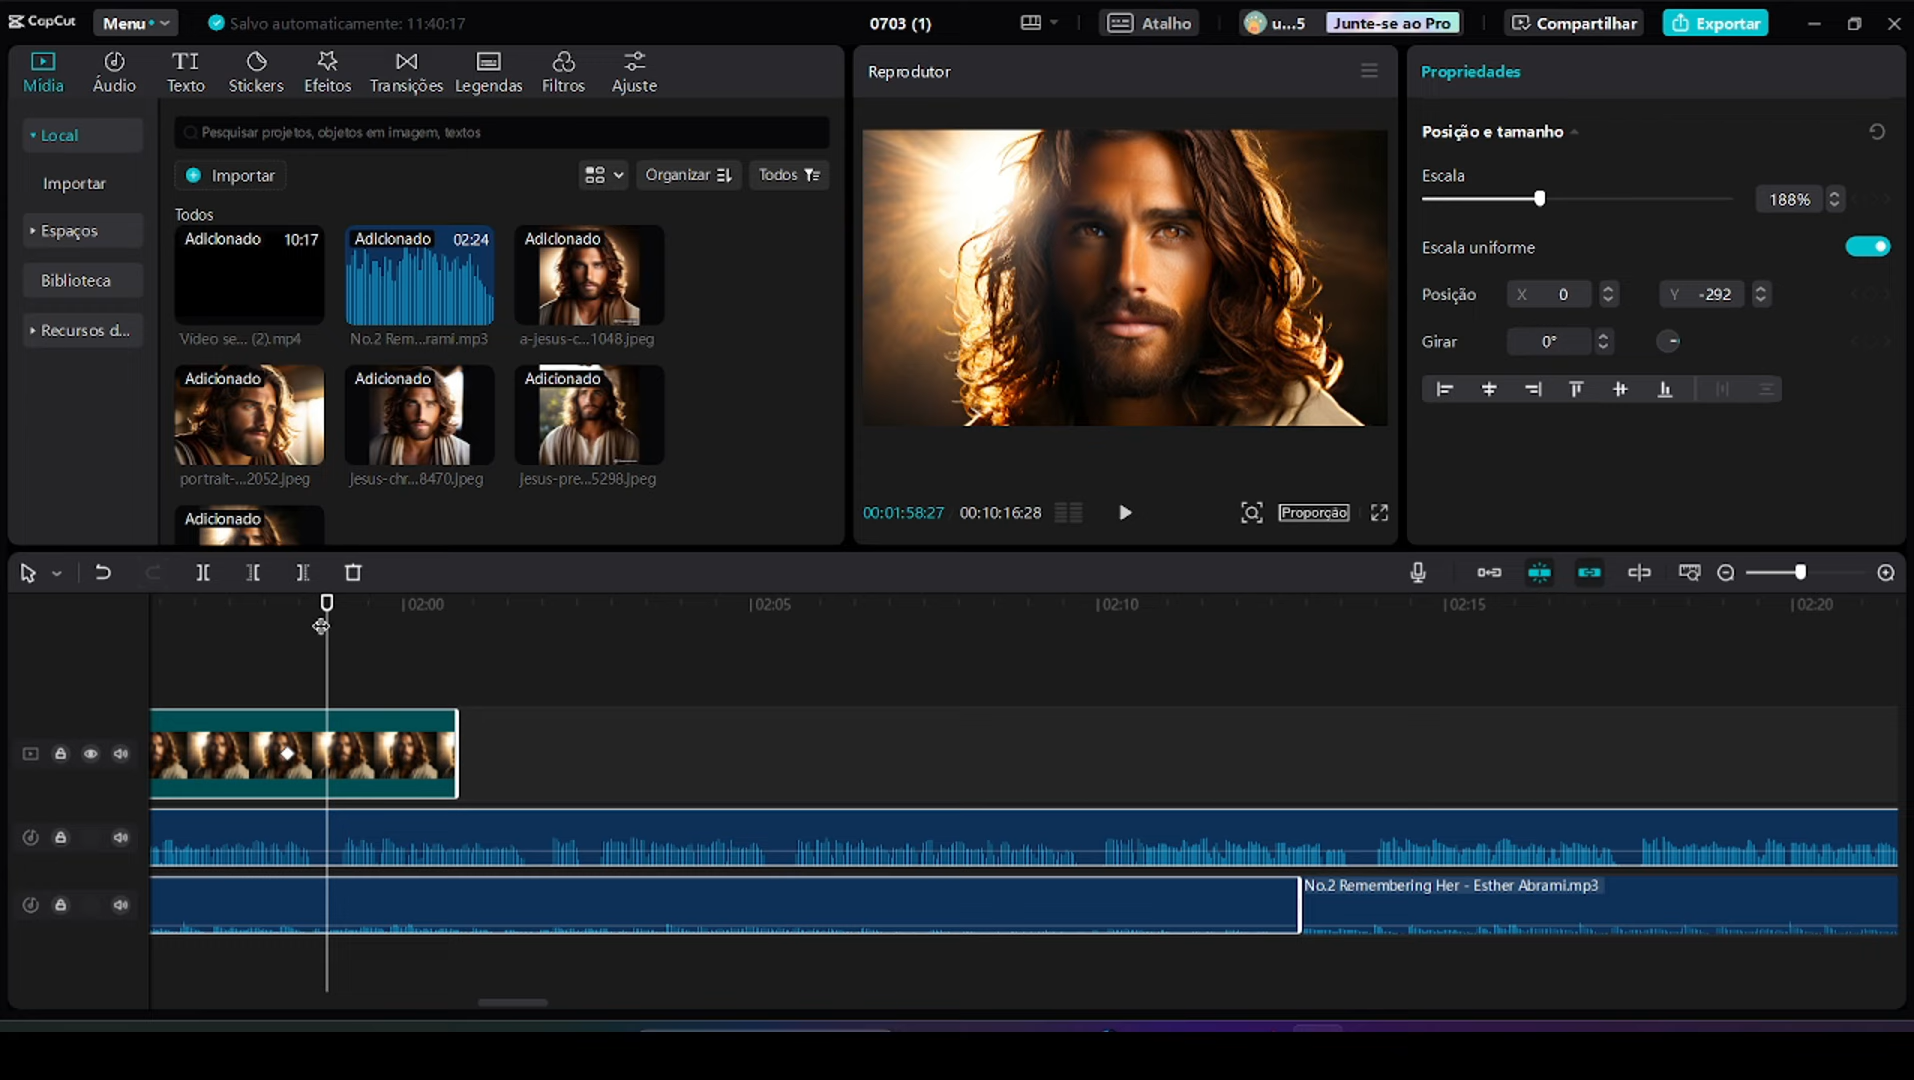 CapCut
Menu
Salvo automaticamente: 11:40:17
0703 (1)
Atalho
u...5
Junte-se ao Pro
Compartilhar
Exportar
Mídia
Áudio
Texto
Stickers
Efeitos
Transições
Legendas
Filtros
Ajuste
Local
Importar
Espaços
Biblioteca
Recursos d...
Pesquisar projetos, objetos em imagem, textos
Importar
Organizar
Todos
Todos
Adicionado 10:17
Adicionado 02:24
Adicionado
Video se... (2).mp4
No.2 Rem...rami.mp3
a-jesus-c...1048.jpeg
Adicionado
Adicionado
Adicionado
portrait-...2052.jpeg
jesus-chr...8470.jpeg
jesus-pre...5298.jpeg
Adicionado
Reprodutor
00:01:58:27
00:10:16:28
Proporção
Propriedades
Posição e tamanho
Escala
188%
Escala uniforme
Posição
X 0
Y -292
Girar
0°
02:00
02:05
02:10
02:15
02:20
No.2 Remembering Her - Esther Abrami.mp3